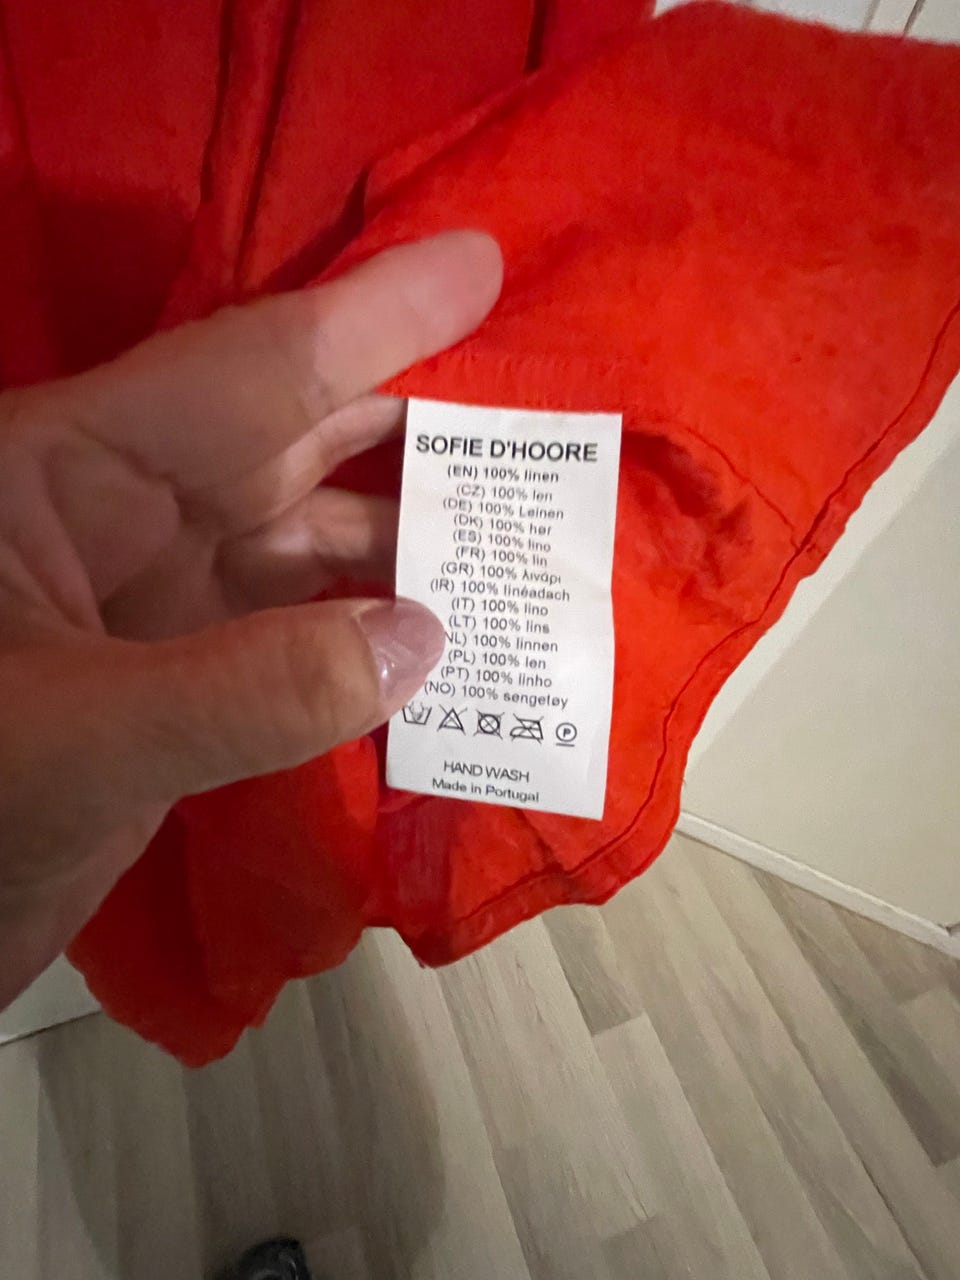 SOFIE D'HOORE
(EN) 100% linen
(CZ) 100% len
(DE) 100% Leinen
(DK) 100% hør
(ES) 100% lino
(FR) 100% lin
(GR) 100% λινάρι
(IR) 100% linéadach
(IT) 100% lino
(LT) 100% lins
NL) 100% linnen
(PL) 100% len
(PT) 100% linho
(NO) 100% sengetøy
P
HAND WASH
Made in Portugal